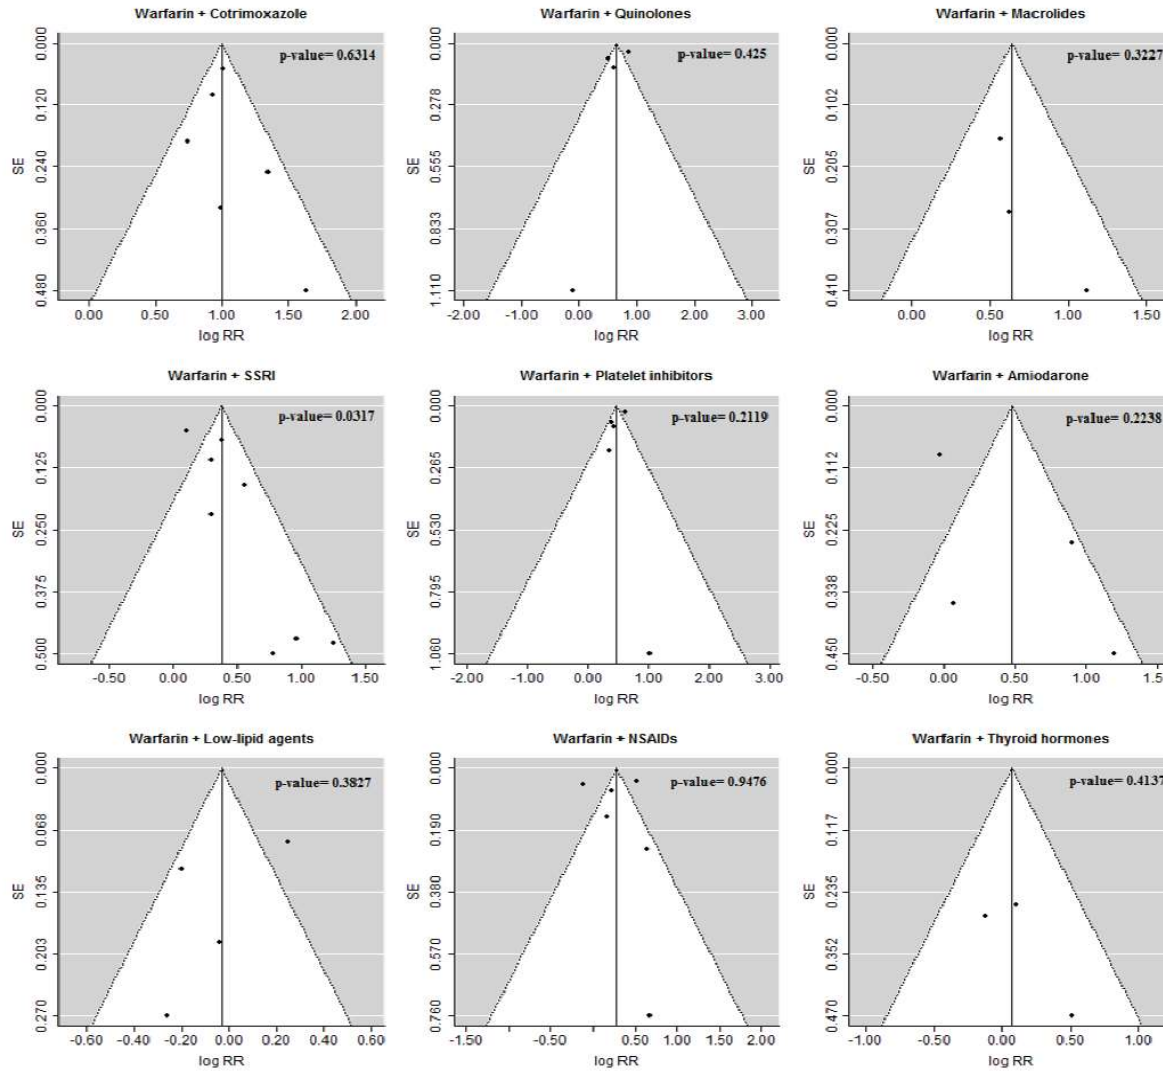 Warfarin + Cotrimoxazole
p-value= 0.6314
SE
0.000
0.120
0.240
0.360
0.480
0.00 0.50 1.00 1.50 2.00
log RR
Warfarin + Quinolones
p-value= 0.425
SE
0.000
0.278
0.555
0.833
1.110
-2.00 -1.00 0.00 1.00 2.00 3.00
log RR
Warfarin + Macrolides
p-value= 0.3227
SE
0.000
0.102
0.205
0.307
0.410
0.00 0.50 1.00 1.50
log RR
Warfarin + SSRI
p-value= 0.0317
SE
0.000
0.125
0.250
0.375
0.500
-0.50 0.00 0.50 1.00 1.50
log RR
Warfarin + Platelet inhibitors
p-value= 0.2119
SE
0.000
0.265
0.530
0.795
1.060
-2.00 -1.00 0.00 1.00 2.00 3.00
log RR
Warfarin + Amiodarone
p-value= 0.2238
SE
0.000
0.112
0.225
0.338
0.450
-0.50 0.00 0.50 1.00 1.5
log RR
Warfarin + Low-lipid agents
p-value= 0.3827
SE
0.000
0.068
0.135
0.203
0.270
-0.60 -0.40 -0.20 0.00 0.20 0.40 0.60
log RR
Warfarin + NSAIDs
p-value= 0.9476
SE
0.000
0.190
0.380
0.570
0.760
-1.50 -0.50 0.50 1.00 1.50 2.00
log RR
Warfarin + Thyroid hormones
p-value= 0.4137
SE
0.000
0.117
0.235
0.352
0.470
-1.00 -0.50 0.00 0.50 1.00
log RR